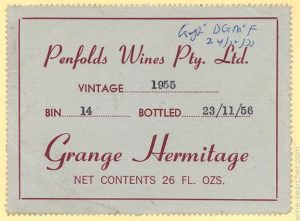 Penfolds Wines Pty. Ltd.
VINTAGE 1955
BIN 14 BOTTLED 23/11/56
Grange Hermitage
NET CONTENTS 26 FL. OZS.